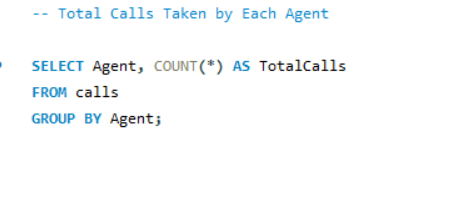 -- Total Calls Taken by Each Agent
SELECT Agent, COUNT(*) AS TotalCalls
FROM calls
GROUP BY Agent;